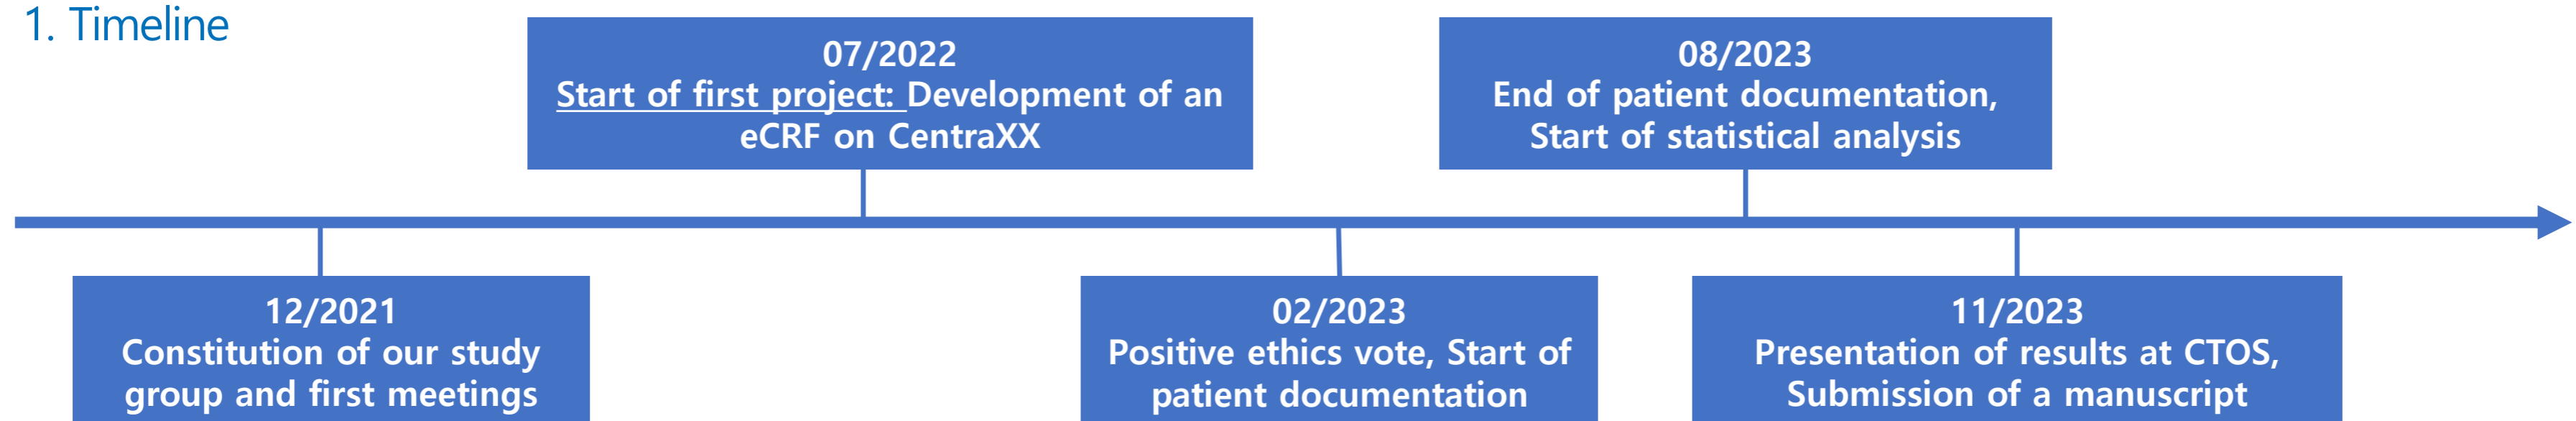 1. Timeline
07/2022
Start of first project: Development of an
eCRF on CentraXX
08/2023
End of patient documentation,
Start of statistical analysis
12/2021
Constitution of our study
group and first meetings
02/2023
Positive ethics vote, Start of
patient documentation
11/2023
Presentation of results at CTOS,
Submission of a manuscript